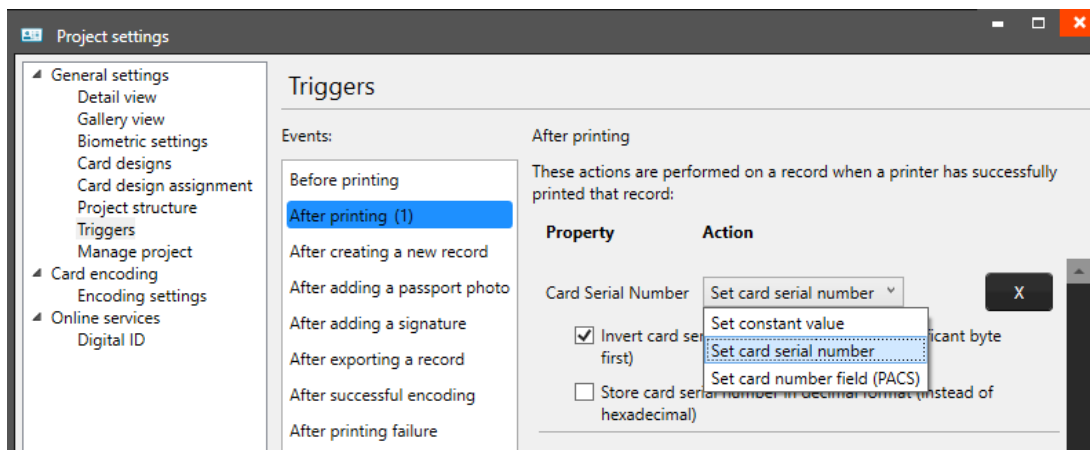 Project settings
General settings
Detail view
Gallery view
Biometric settings
Card designs
Card design assignment
Project structure
Triggers
Manage project
Card encoding
Encoding settings
Online services
Digital ID
Triggers
Events:
Before printing
After printing (1)
After creating a new record
After adding a passport photo
After adding a signature
After exporting a record
After successful encoding
After printing failure
After printing
These actions are performed on a record when a printer has successfully
printed that record:
Property Action
Card Serial Number Set card serial number X
Set constant value
Set card serial number
Set card number field (PACS)
Invert card byte
first)
Store card serial number in decimal format (instead of
hexadecimal)